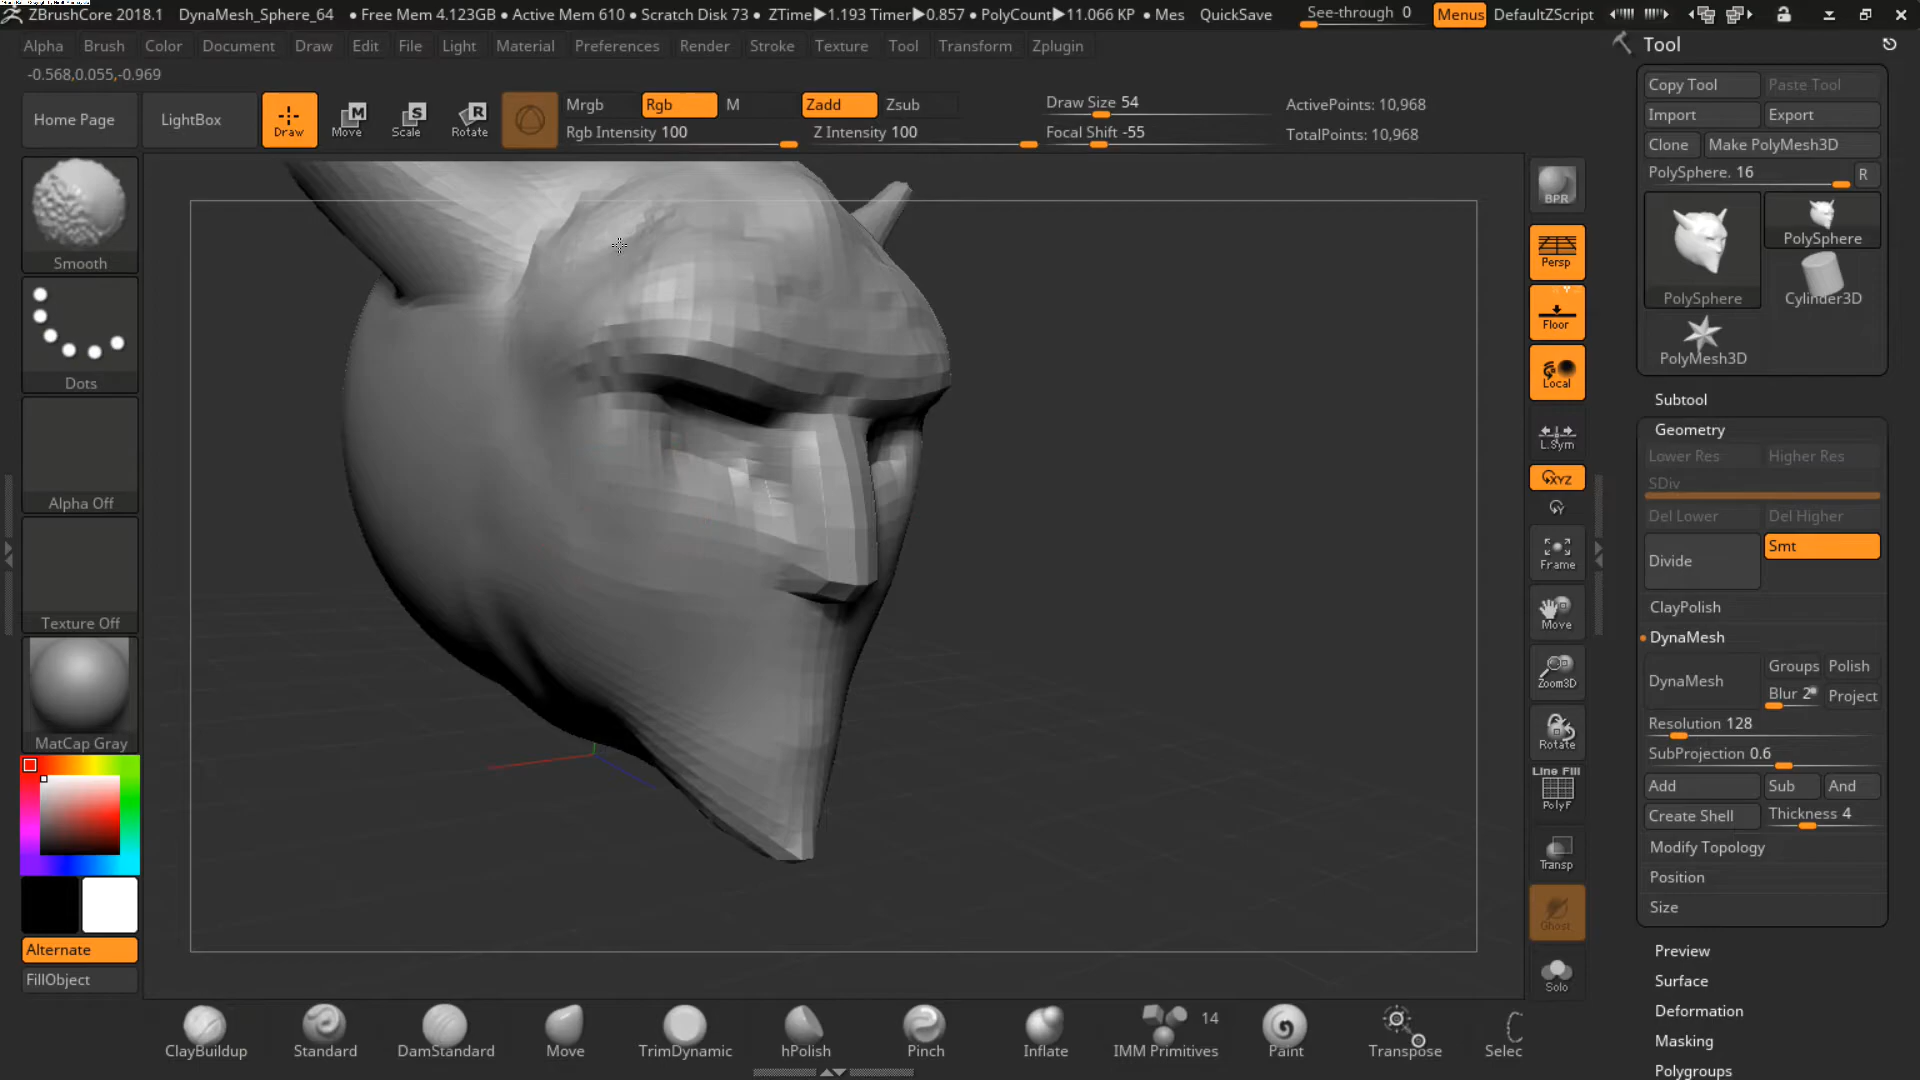 ZBrushCore 2018.1 DynaMesh_Sphere_64 • Free Mem 4.123GB • Active Mem 610 • Scratch Disk 73 • ZTime▶1.193 Timer▶0.857 • PolyCount▶11.066 KP • Mes QuickSave See-through 0 Menus DefaultZScript
Alpha Brush Color Document Draw Edit File Light Material Preferences Render Stroke Texture Tool Transform Zplugin
-0.568,0.055,-0.969
Home Page LightBox Draw Move Scale Rotate
M S R
Mrgb Rgb M Zadd Zsub
Rgb Intensity 100 Z Intensity 100
Draw Size 54 ActivePoints: 10,968
Focal Shift -55 TotalPoints: 10,968
Smooth
Dots
Alpha Off
Texture Off
MatCap Gray
Alternate
FillObject
BPR
Persp
Floor
Local
L.Sym
XYZ
Y
Frame
Move
Zoom3D
Rotate
Line Fill
PolyF
Transp
Ghost
Solo
Tool
Copy Tool Paste Tool
Import Export
Clone Make PolyMesh3D
PolySphere. 16 R
PolySphere PolySphere
Cylinder3D
PolyMesh3D
Subtool
Geometry
Lower Res Higher Res
SDiv
Del Lower Del Higher
Divide Smt
ClayPolish
DynaMesh
DynaMesh Groups Polish
Blur 2 Project
Resolution 128
SubProjection 0.6
Add Sub And
Create Shell Thickness 4
Modify Topology
Position
Size
Preview
Surface
Deformation
Masking
Polygroups
ClayBuildup Standard DamStandard Move TrimDynamic hPolish Pinch Inflate IMM Primitives 14 Paint Transpose Selec